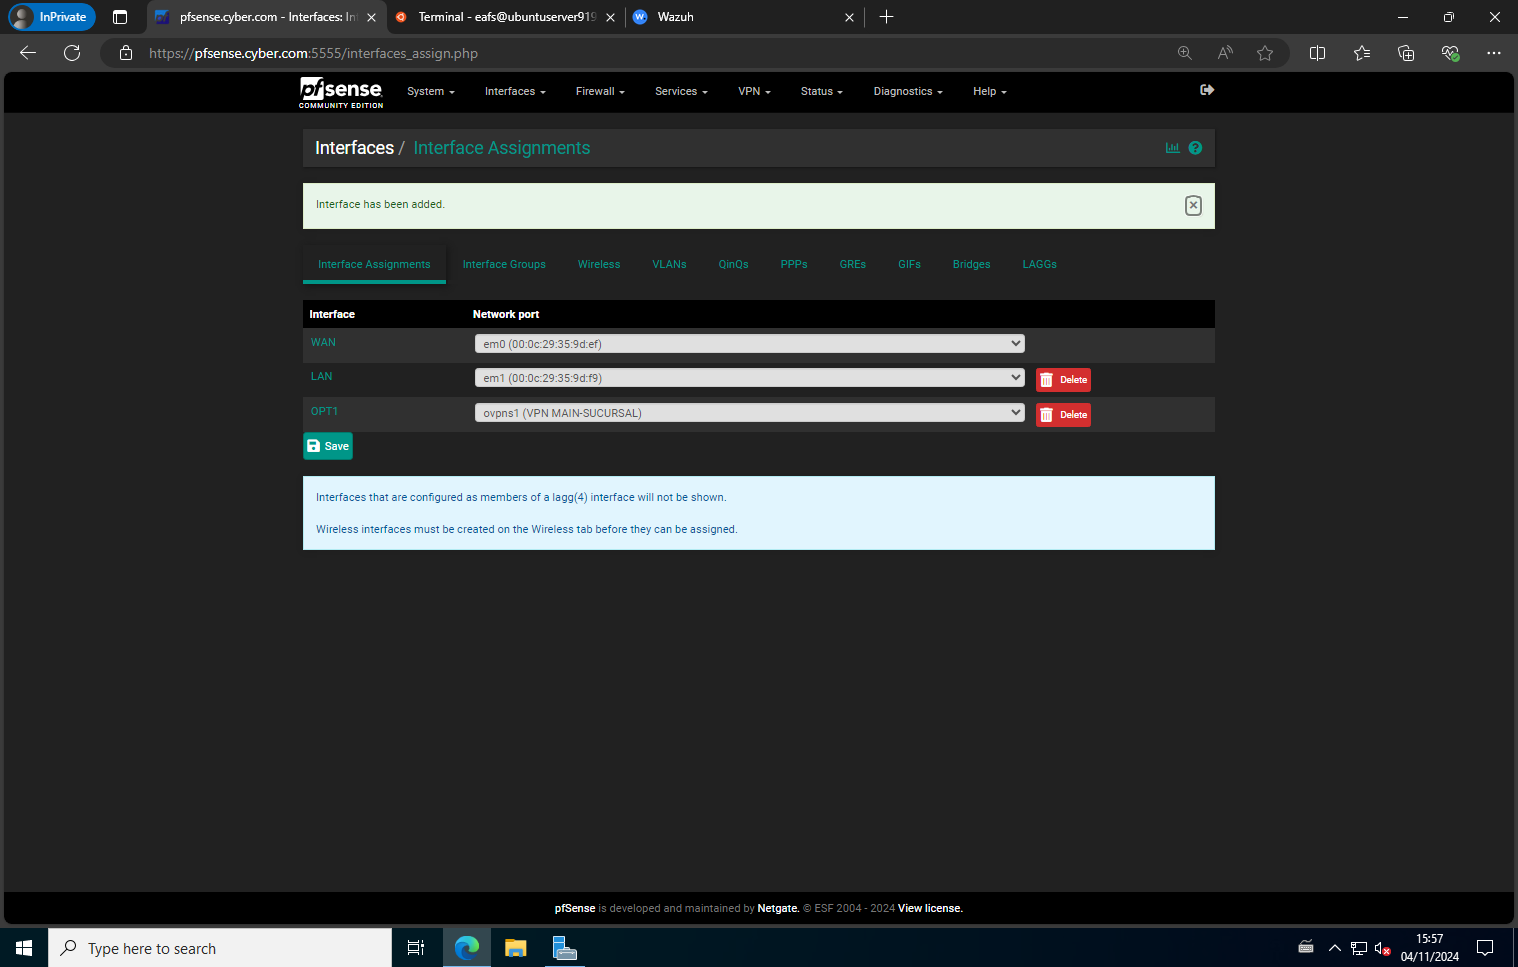 InPrivate
pfsense.cyber.com - Interfaces: In
Terminal - eafs@ubuntuserver919
Wazuh
https://pfsense.cyber.com:5555/interfaces_assign.php
pfsense
COMMUNITY EDITION
System
Interfaces
Firewall
Services
VPN
Status
Diagnostics
Help
Interfaces / Interface Assignments
Interface has been added.
Interface Assignments
Interface Groups
Wireless
VLANs
QinQs
PPPs
GREs
GIFs
Bridges
LAGGs
Interface
Network port
WAN
em0 (00:0c:29:35:9d:ef)
LAN
em1 (00:0c:29:35:9d:f9)
Delete
OPT1
ovpns1 (VPN MAIN-SUCURSAL)
Delete
Save
Interfaces that are configured as members of a lagg(4) interface will not be shown.
Wireless interfaces must be created on the Wireless tab before they can be assigned.
pfSense is developed and maintained by Netgate. © ESF 2004 - 2024 View license.
Type here to search
15:57
04/11/2024